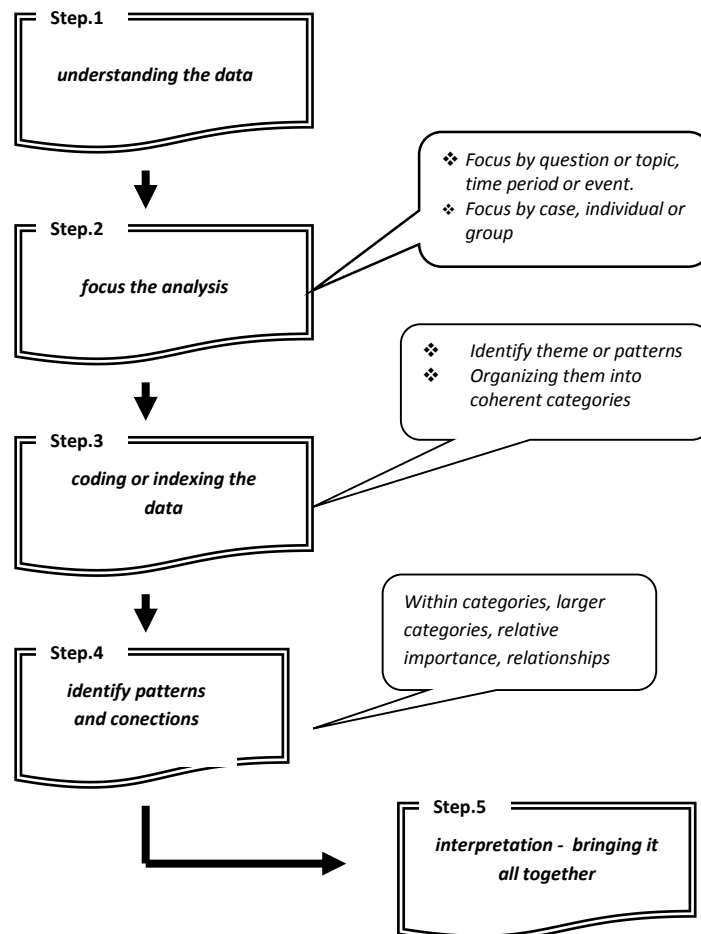 Step.1
understanding the data
❖ Focus by question or topic,
time period or event.
❖ Focus by case, individual or
group
Step.2
focus the analysis
❖ Identify theme or patterns
❖ Organizing them into
coherent categories
Step.3
coding or indexing the
data
Within categories, larger
categories, relative
importance, relationships
Step.4
identify patterns
and conections
Step.5
interpretation - bringing it
all together